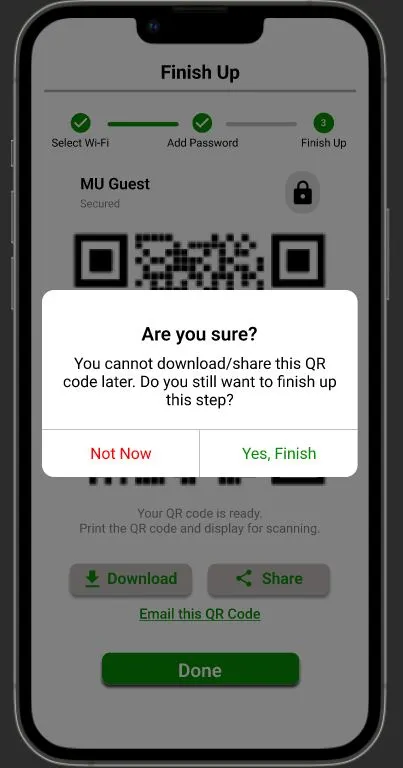 Finish Up
3
Select Wi-Fi
Add Password
Finish Up
MU Guest
Secured
Are you sure?
You cannot download/share this QR
code later. Do you still want to finish up
this step?
Not Now
Yes, Finish
Your QR code is ready.
Print the QR code and display for scanning.
Download
Share
Email this QR Code
Done